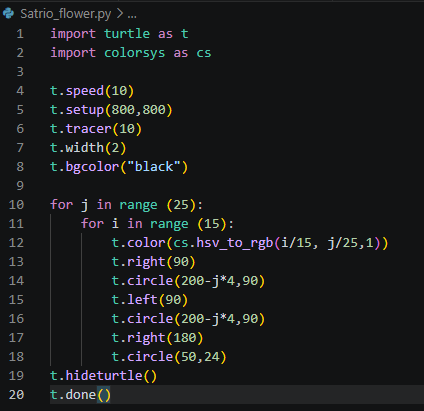 Satrio_flower.py > ...
1 import turtle as t
2 import colorsys as cs
3
4 t.speed(10)
5 t.setup(800,800)
6 t.tracer(10)
7 t.width(2)
8 t.bgcolor("black")
9
10 for j in range (25):
11     for i in range (15):
12         t.color(cs.hsv_to_rgb(i/15, j/25,1))
13         t.right(90)
14         t.circle(200-j*4,90)
15         t.left(90)
16         t.circle(200-j*4,90)
17         t.right(180)
18         t.circle(50,24)
19 t.hideturtle()
20 t.done()